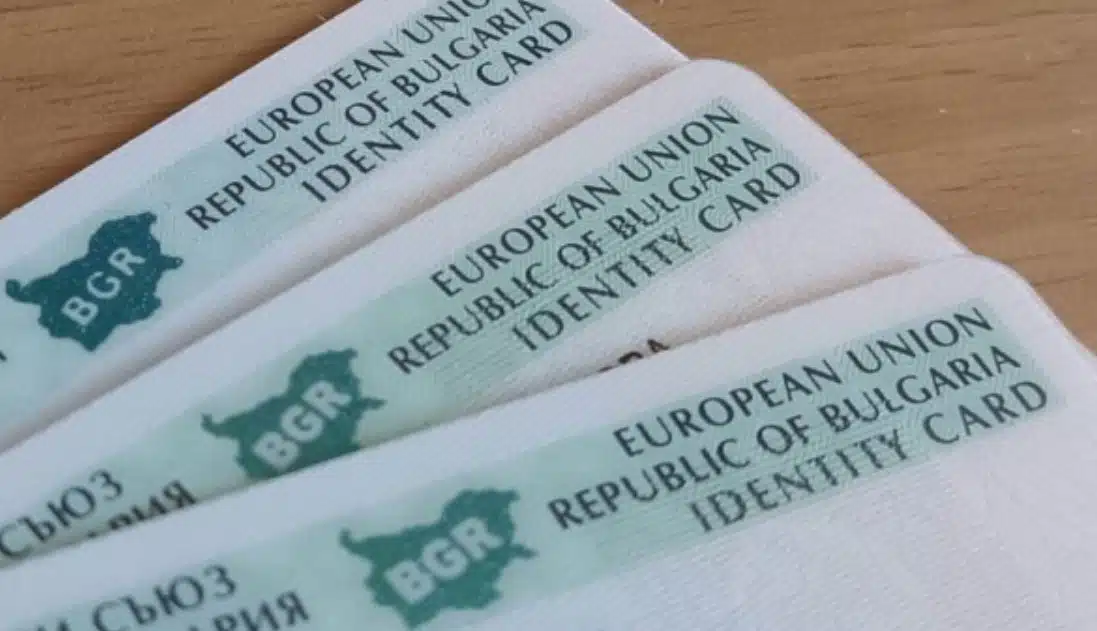 EUROPEAN
REPUBLIC OF BULGARIA
IDENTITY CARD
BGR
EUROPEAN UNION
REPUBLIC OF BULGARIA
IDENTITY CARD
BGR
СЪЮЗ
EUROPEAN UNION
REPUBLIC OF BULGARIA
IDENTITY CARD
BGR
СЪЮЗ